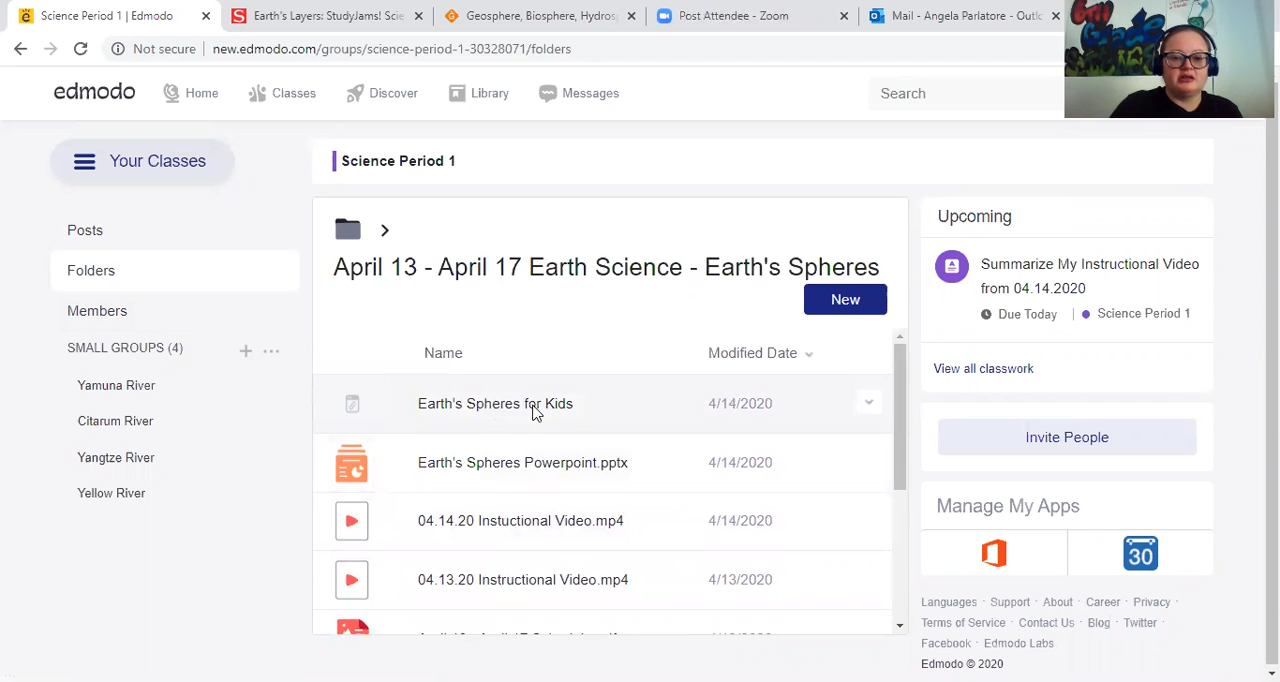 Science Period 1 | Edmodo
Earth's Layers: StudyJams! Scie
Geosphere, Biosphere, Hydros
Post Attendee - Zoom
Mail - Angela Parlatore - Outlo
Not secure | new.edmodo.com/groups/science-period-1-30328071/folders
edmodo Home Classes Discover Library Messages Search
Your Classes
Posts
Folders
Members
SMALL GROUPS (4)
Yamuna River
Citarum River
Yangtze River
Yellow River
Science Period 1
April 13 - April 17 Earth Science - Earth's Spheres
New
Name Modified Date
Earth's Spheres for Kids 4/14/2020
Earth's Spheres Powerpoint.pptx 4/14/2020
04.14.20 Instuctional Video.mp4 4/14/2020
04.13.20 Instructional Video.mp4 4/13/2020
Upcoming
Summarize My Instructional Video
from 04.14.2020
Due Today | Science Period 1
View all classwork
Invite People
Manage My Apps
30
Languages · Support · About · Career · Privacy ·
Terms of Service · Contact Us · Blog · Twitter ·
Facebook · Edmodo Labs
Edmodo © 2020